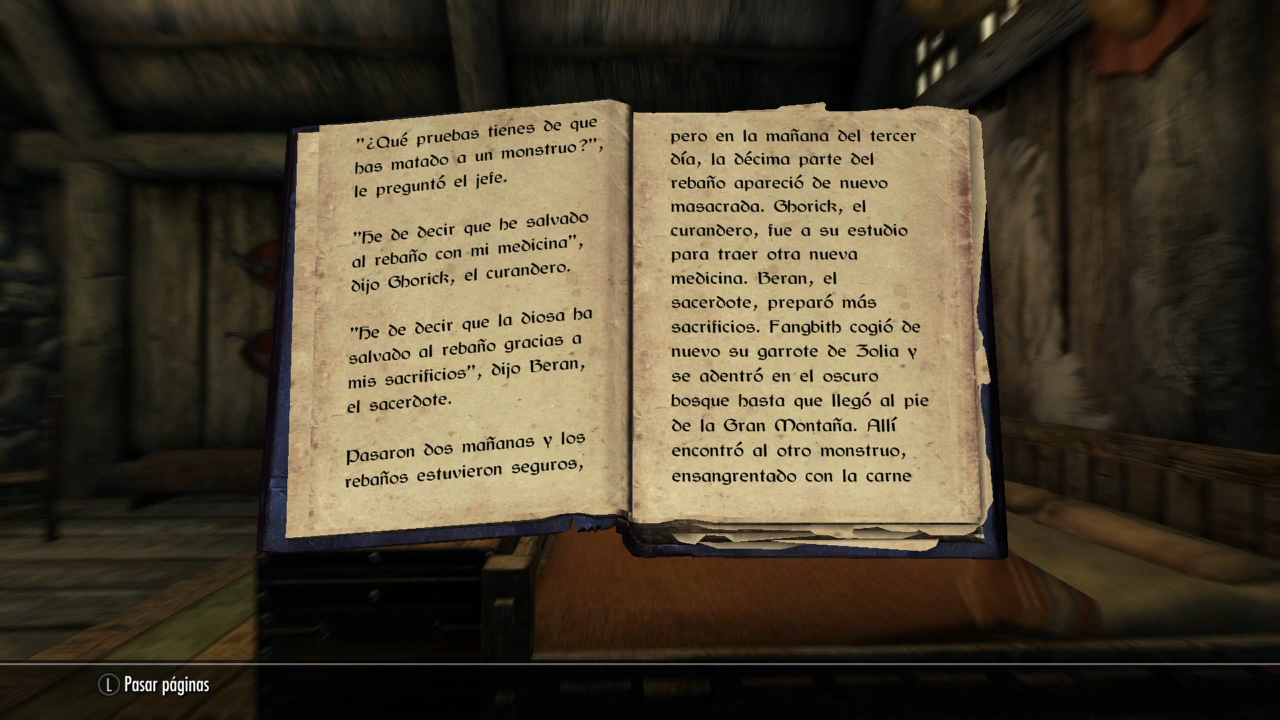 "¿Qué pruebas tienes de que
has matado a un monstruo?",
le preguntó el jefe.
"He de decir que he salvado
al rebaño con mi medicina",
dijo Ghorick, el curandero.
"He de decir que la diosa ha
salvado al rebaño gracias a
mis sacrificios", dijo Beran,
el sacerdote.
Pasaron dos mañanas y los
rebaños estuvieron seguros,
pero en la mañana del tercer
día, la décima parte del
rebaño apareció de nuevo
masacrada. Ghorick, el
curandero, fue a su estudio
para traer otra nueva
medicina. Beran, el
sacerdote, preparó más
sacrificios. Fangbith cogió de
nuevo su garrote de Zolia y
se adentró en el oscuro
bosque hasta que llegó al pie
de la Gran Montaña. Allí
encontró al otro monstruo,
ensangrentado con la carne
L Pasar páginas